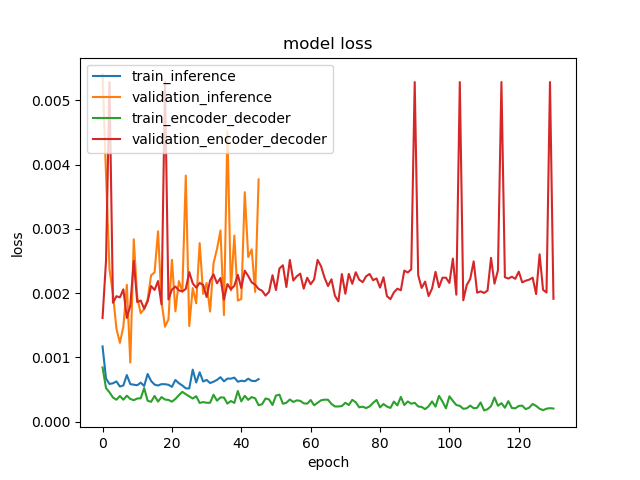 model loss
train_inference
validation_inference
train_encoder_decoder
validation_encoder_decoder
0.005
0.004
0.003
0.002
0.001
0.000
loss
0 20 40 60 80 100 120
epoch